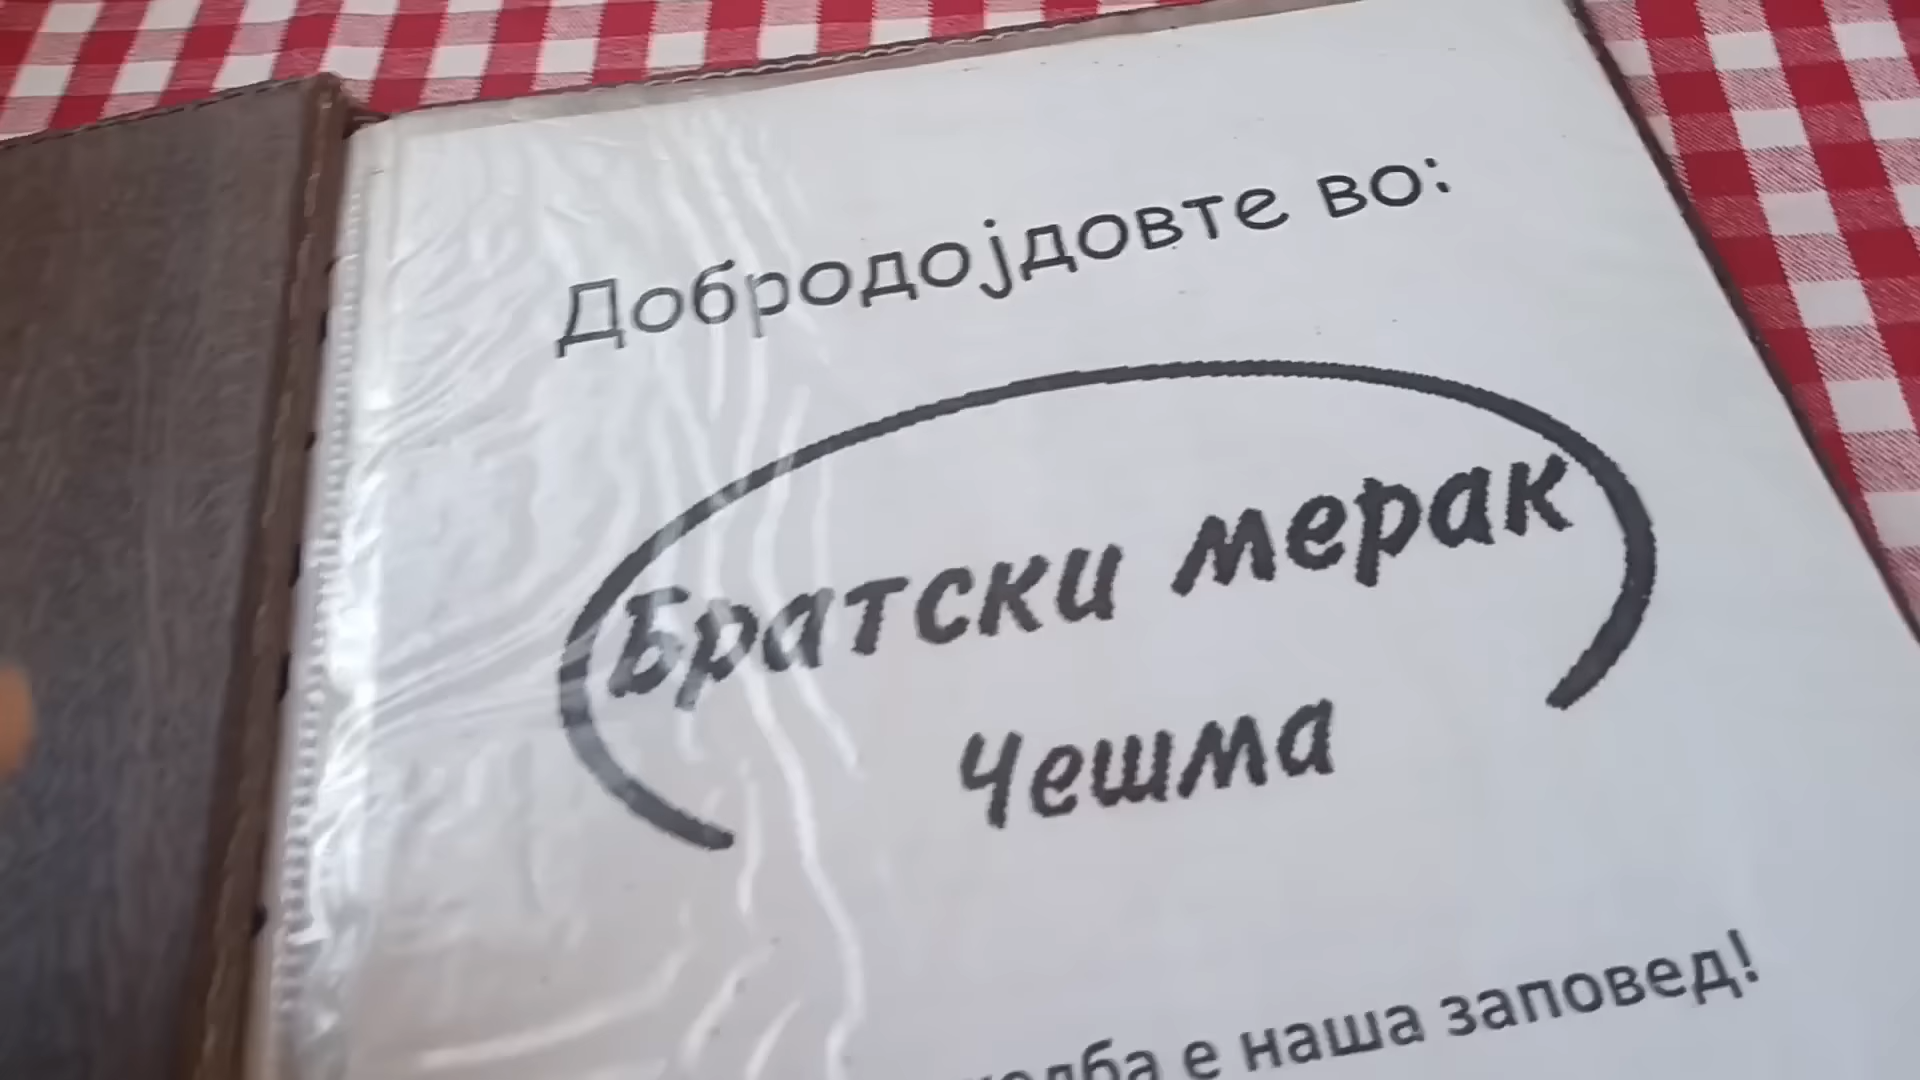 Добродојдовте во:
Братски мерак
Чешма
е наша заповед!